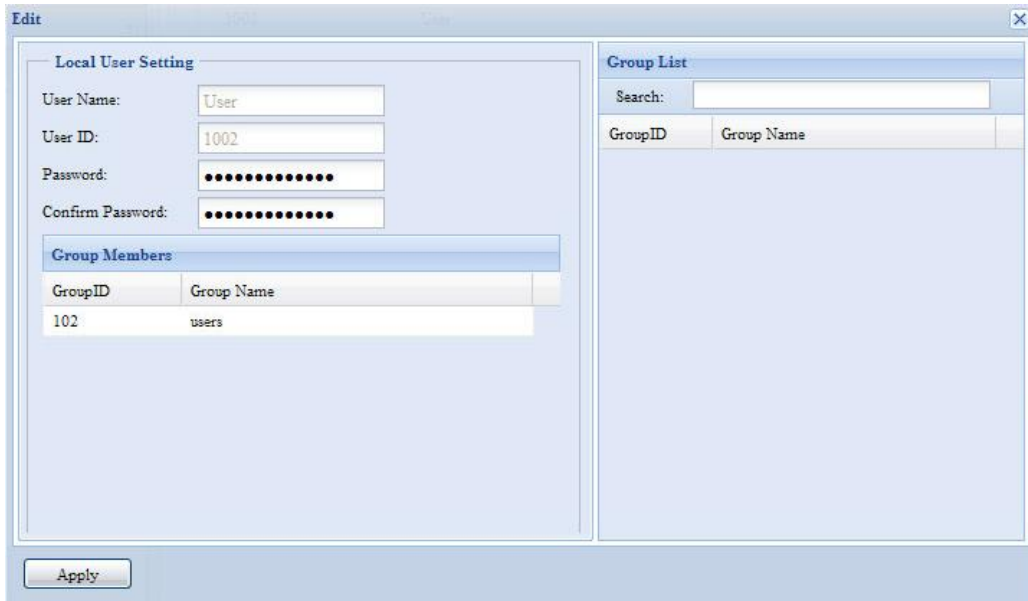 Edit
Local User Setting
User Name: User
User ID: 1002
Password: •••••••••••••
Confirm Password: •••••••••••••
Group Members
GroupID Group Name
102 users
Group List
Search:
GroupID Group Name
Apply